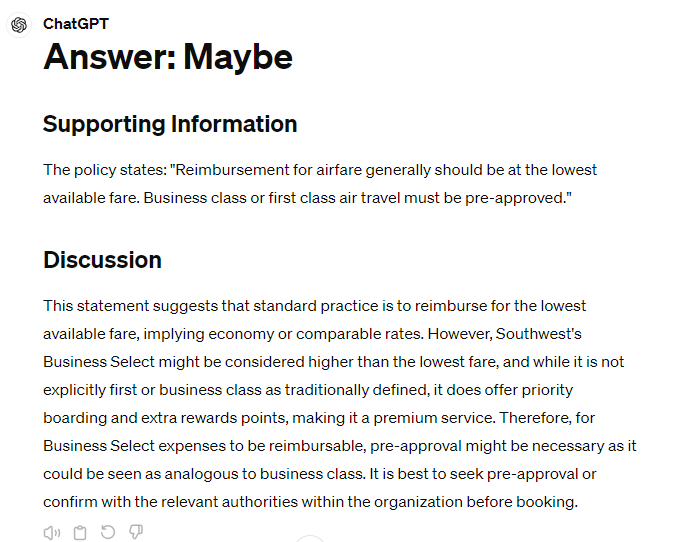 ChatGPT
Answer: Maybe
Supporting Information
The policy states: "Reimbursement for airfare generally should be at the lowest
available fare. Business class or first class air travel must be pre-approved."
Discussion
This statement suggests that standard practice is to reimburse for the lowest
available fare, implying economy or comparable rates. However, Southwest's
Business Select might be considered higher than the lowest fare, and while it is not
explicitly first or business class as traditionally defined, it does offer priority
boarding and extra rewards points, making it a premium service. Therefore, for
Business Select expenses to be reimbursable, pre-approval might be necessary as it
could be seen as analogous to business class. It is best to seek pre-approval or
confirm with the relevant authorities within the organization before booking.